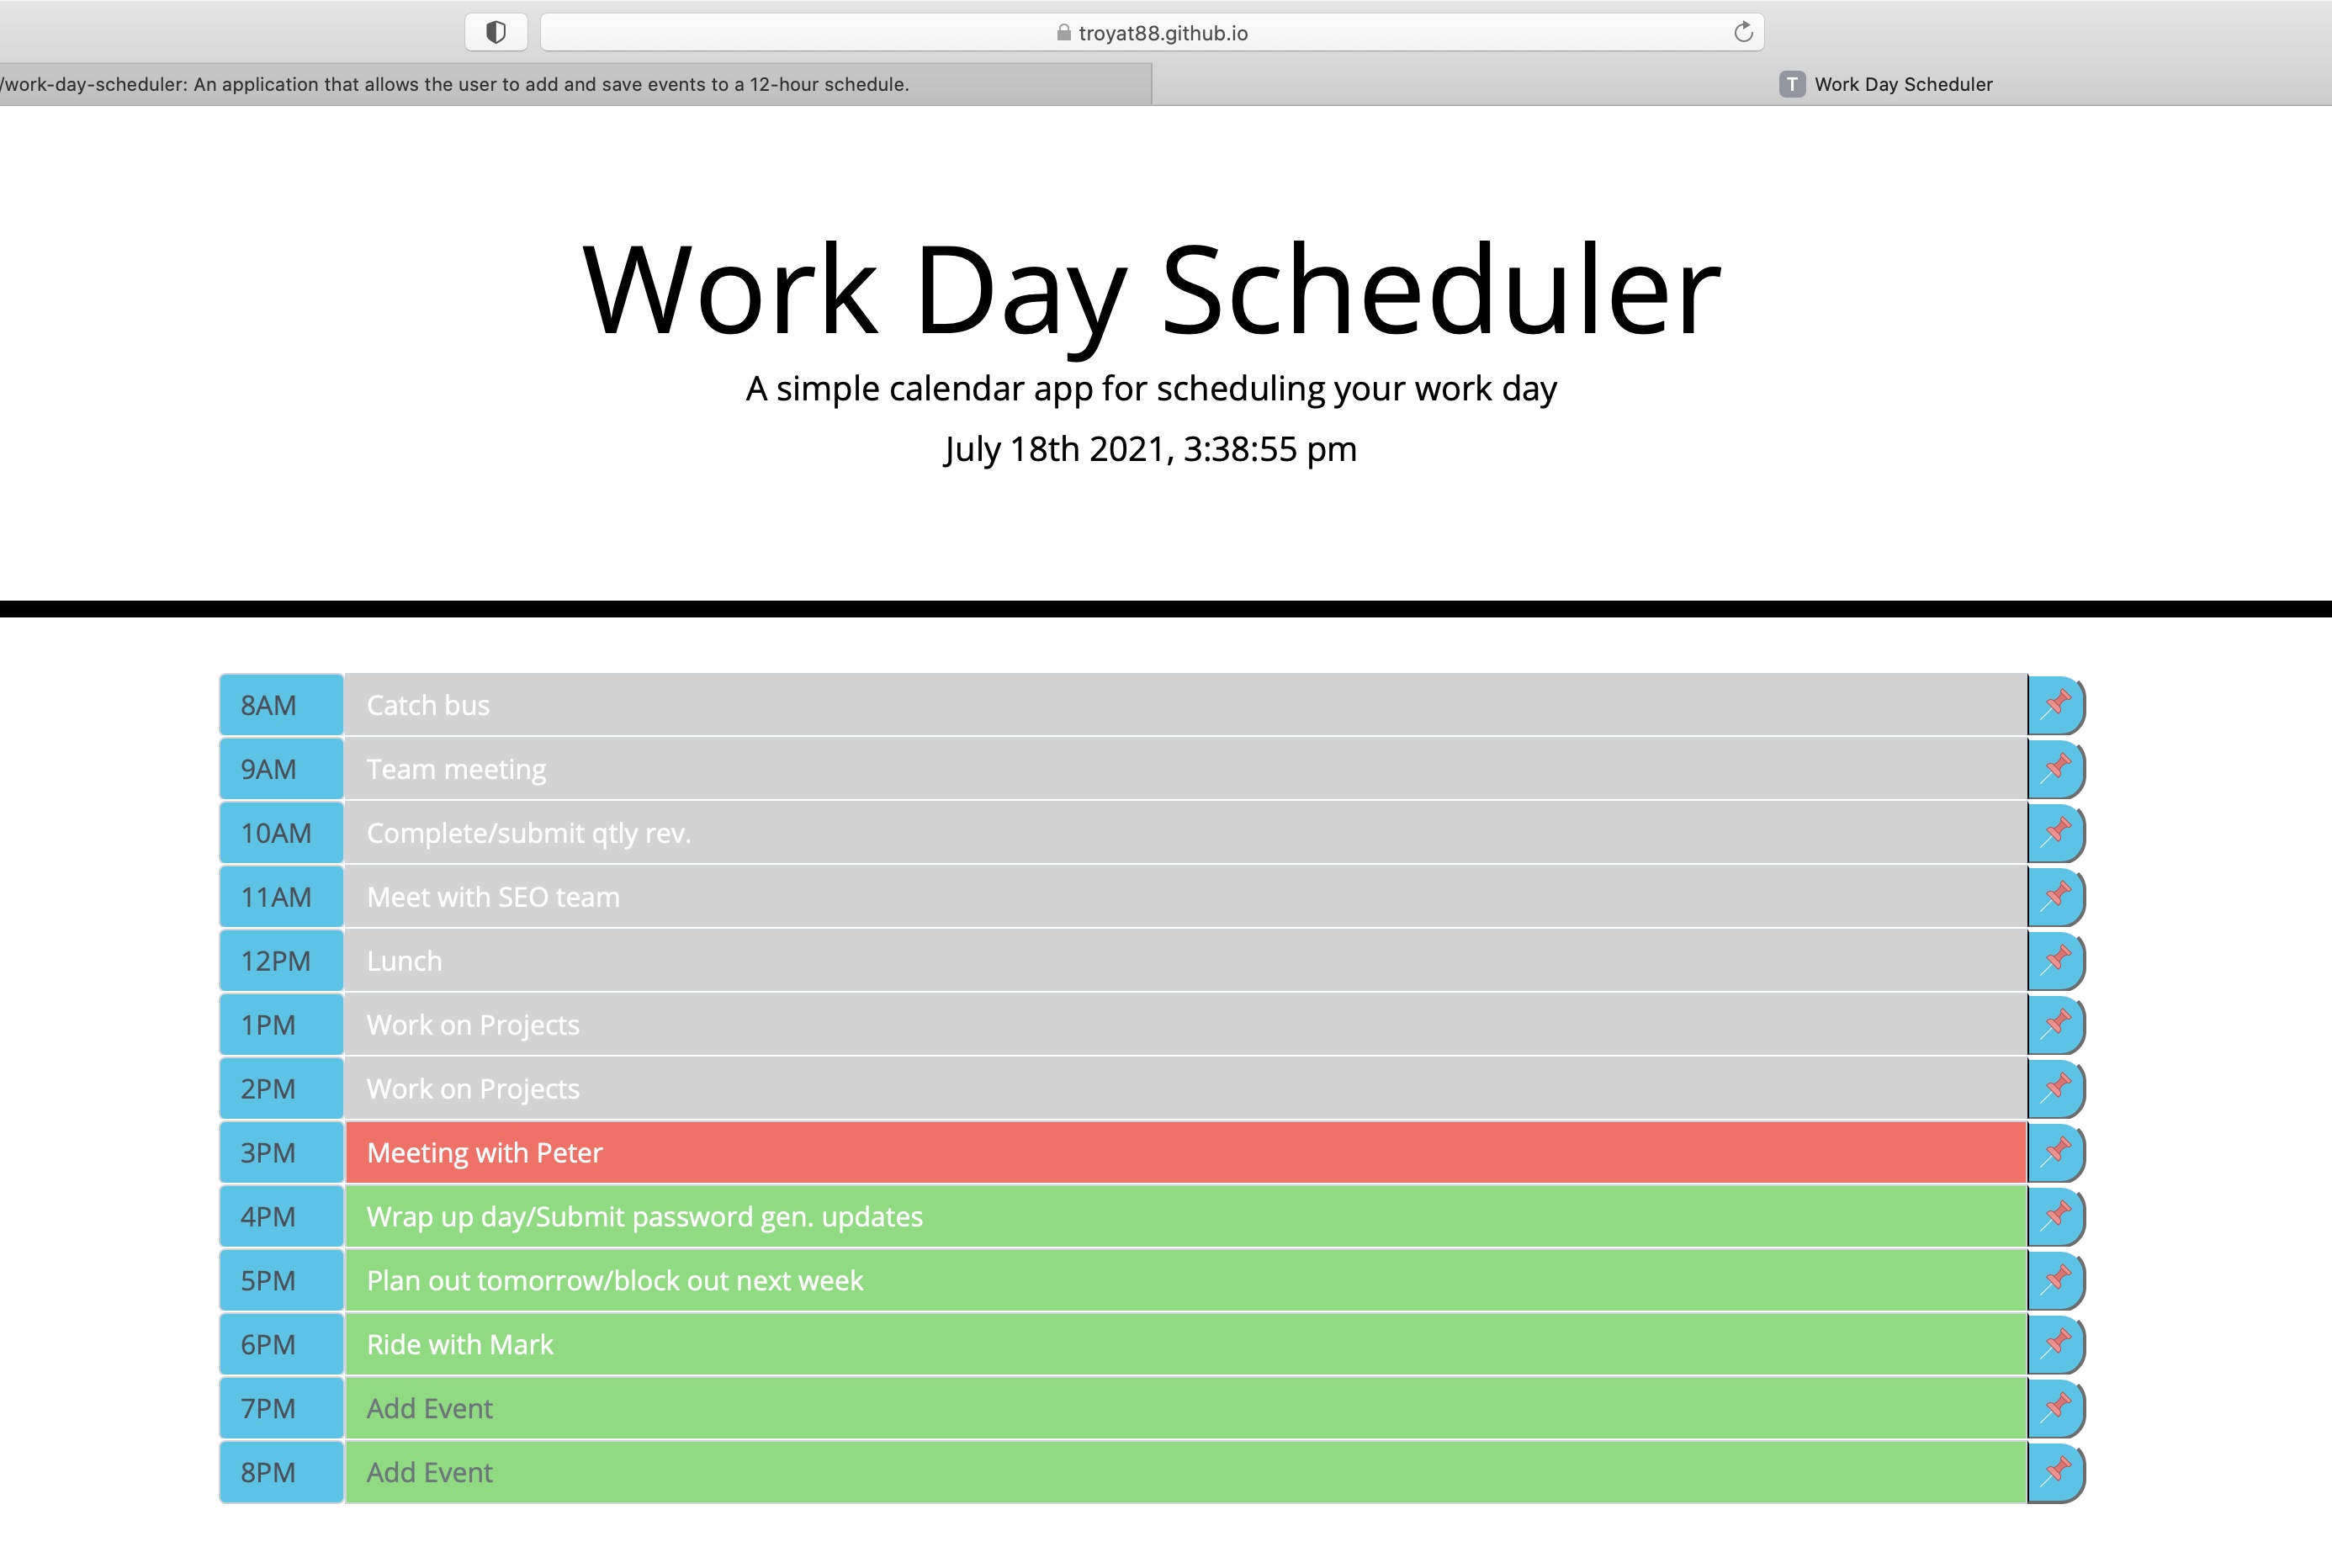 troyat88.github.io
/work-day-scheduler: An application that allows the user to add and save events to a 12-hour schedule.
T Work Day Scheduler
Work Day Scheduler
A simple calendar app for scheduling your work day
July 18th 2021, 3:38:55 pm
8AM Catch bus
9AM Team meeting
10AM Complete/submit qtly rev.
11AM Meet with SEO team
12PM Lunch
1PM Work on Projects
2PM Work on Projects
3PM Meeting with Peter
4PM Wrap up day/Submit password gen. updates
5PM Plan out tomorrow/block out next week
6PM Ride with Mark
7PM Add Event
8PM Add Event